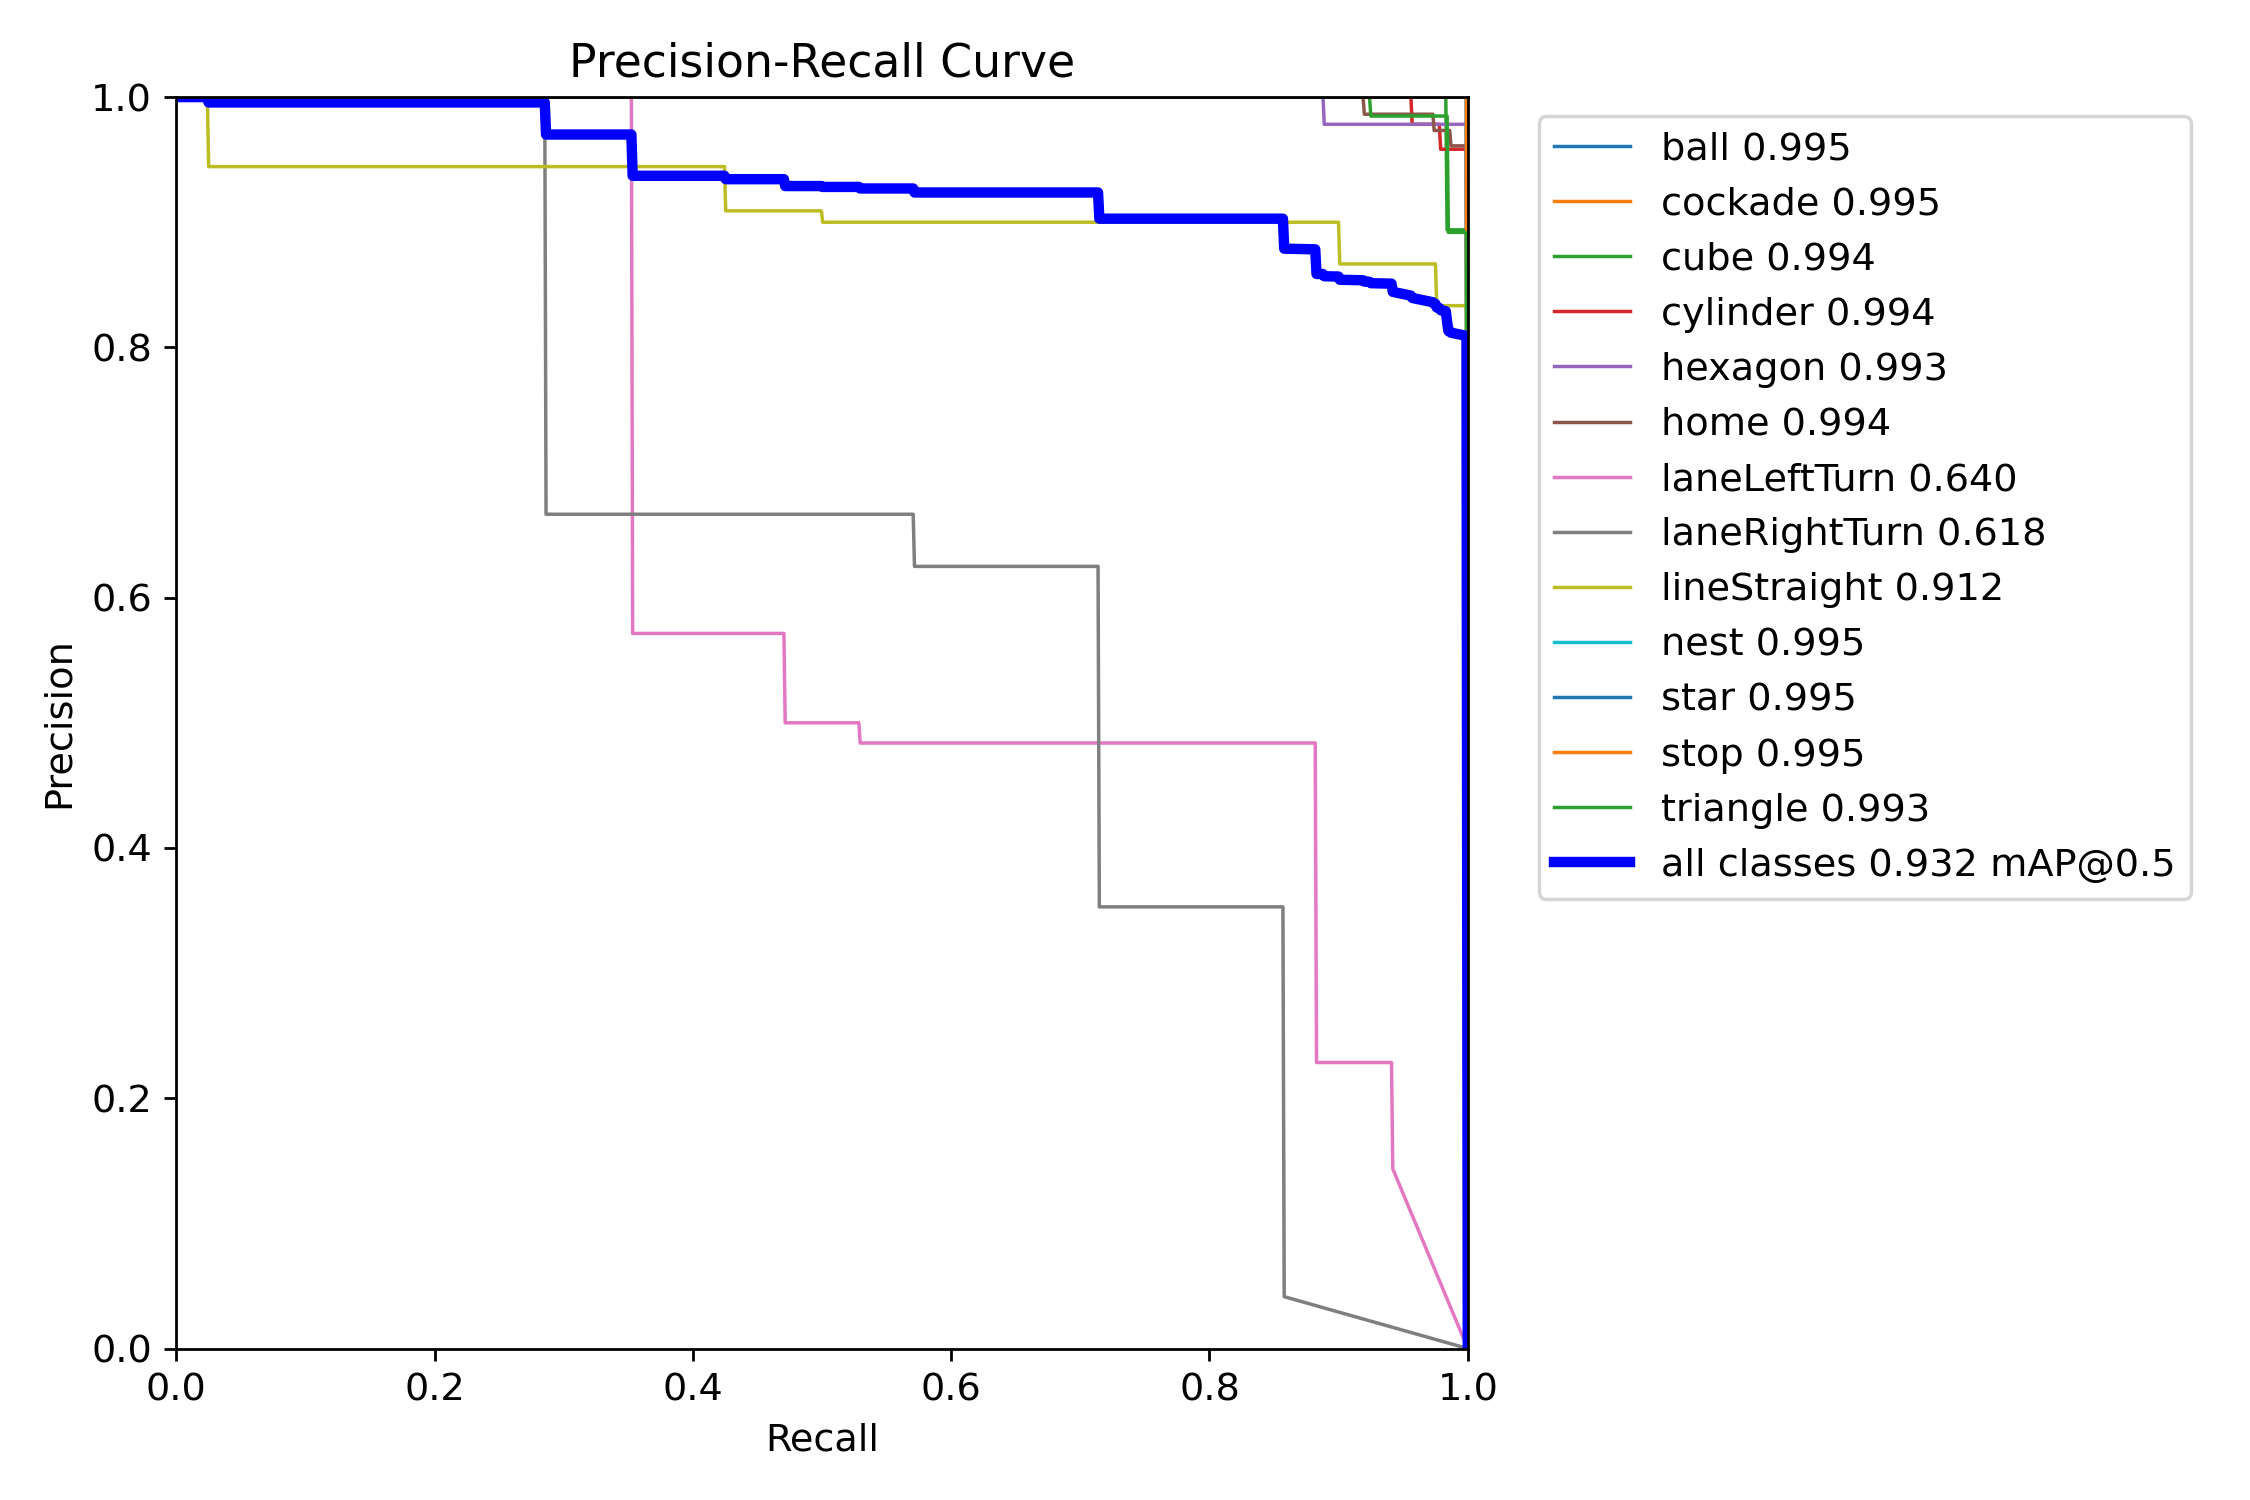 Precision-Recall Curve
1.0
0.8
0.6
0.4
0.2
0.0
Precision
0.0 0.2 0.4 0.6 0.8 1.0
Recall
ball 0.995
cockade 0.995
cube 0.994
cylinder 0.994
hexagon 0.993
home 0.994
laneLeftTurn 0.640
laneRightTurn 0.618
lineStraight 0.912
nest 0.995
star 0.995
stop 0.995
triangle 0.993
all classes 0.932 mAP@0.5